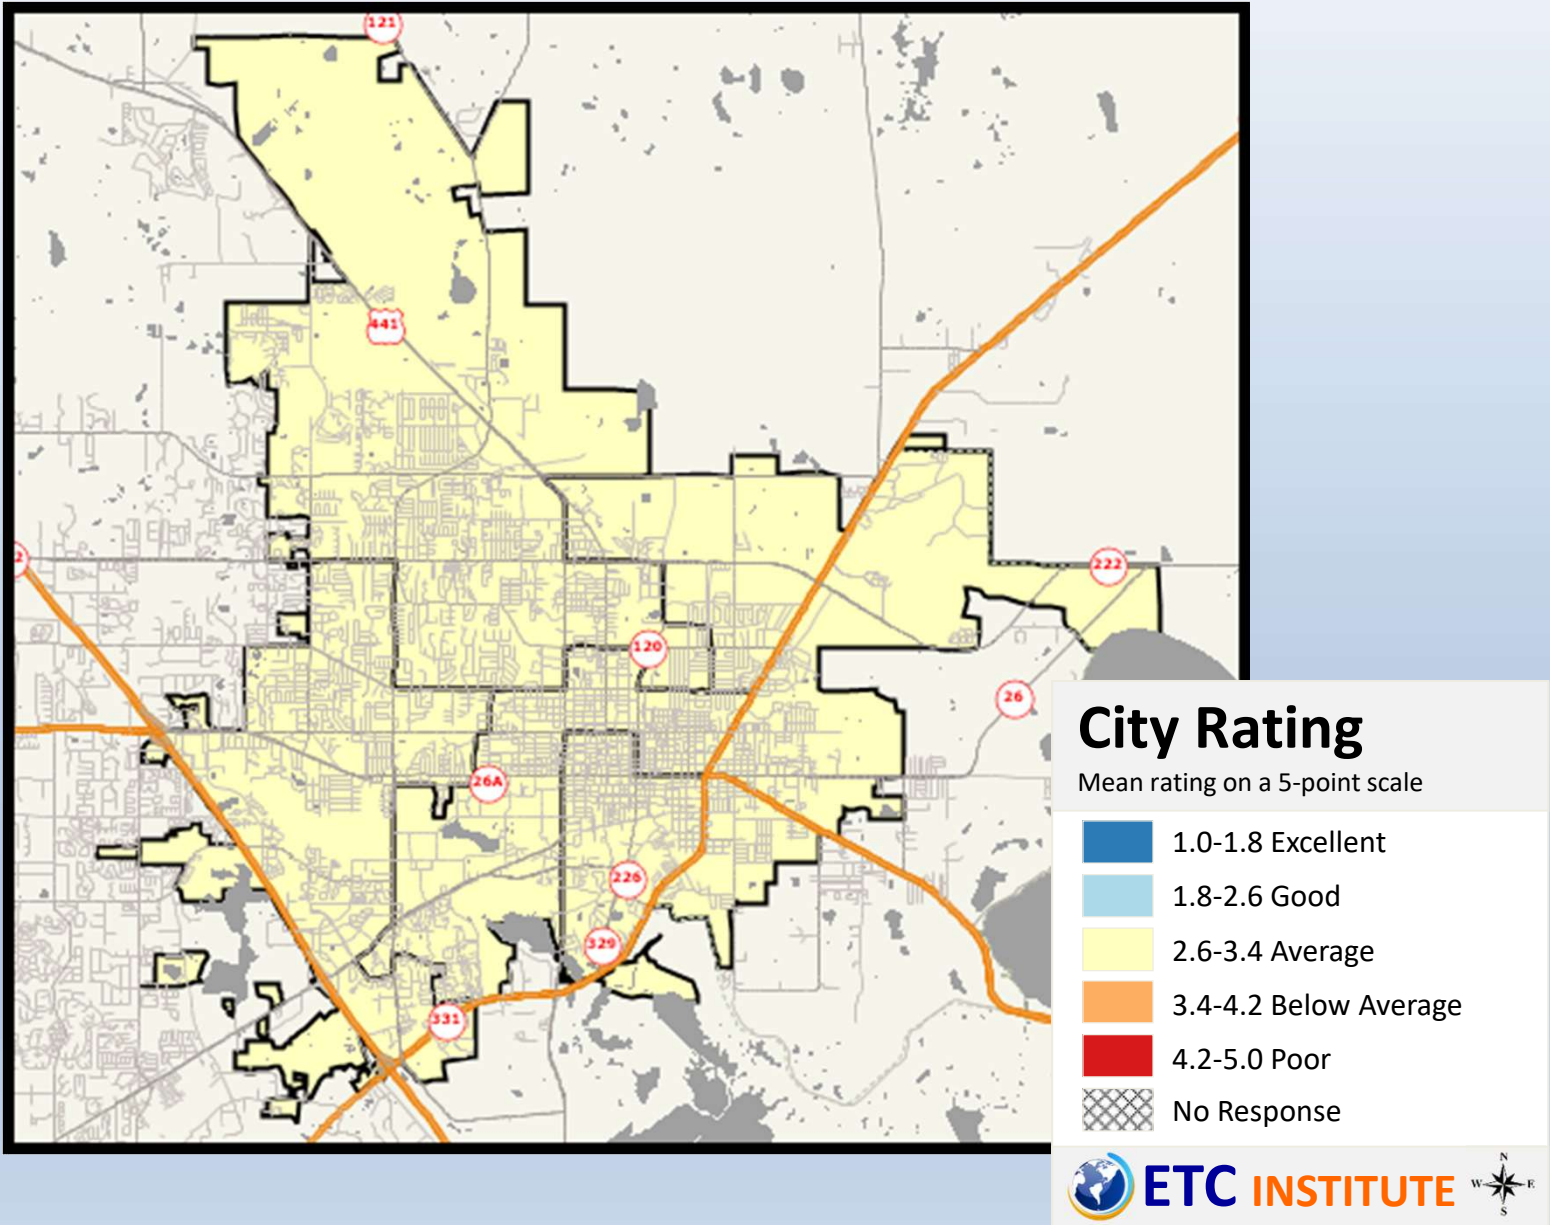 121
441
2
222
120
26
26A
226
329
331
City Rating
Mean rating on a 5-point scale
1.0-1.8 Excellent
1.8-2.6 Good
2.6-3.4 Average
3.4-4.2 Below Average
4.2-5.0 Poor
No Response
ETC INSTITUTE
N
W E
S